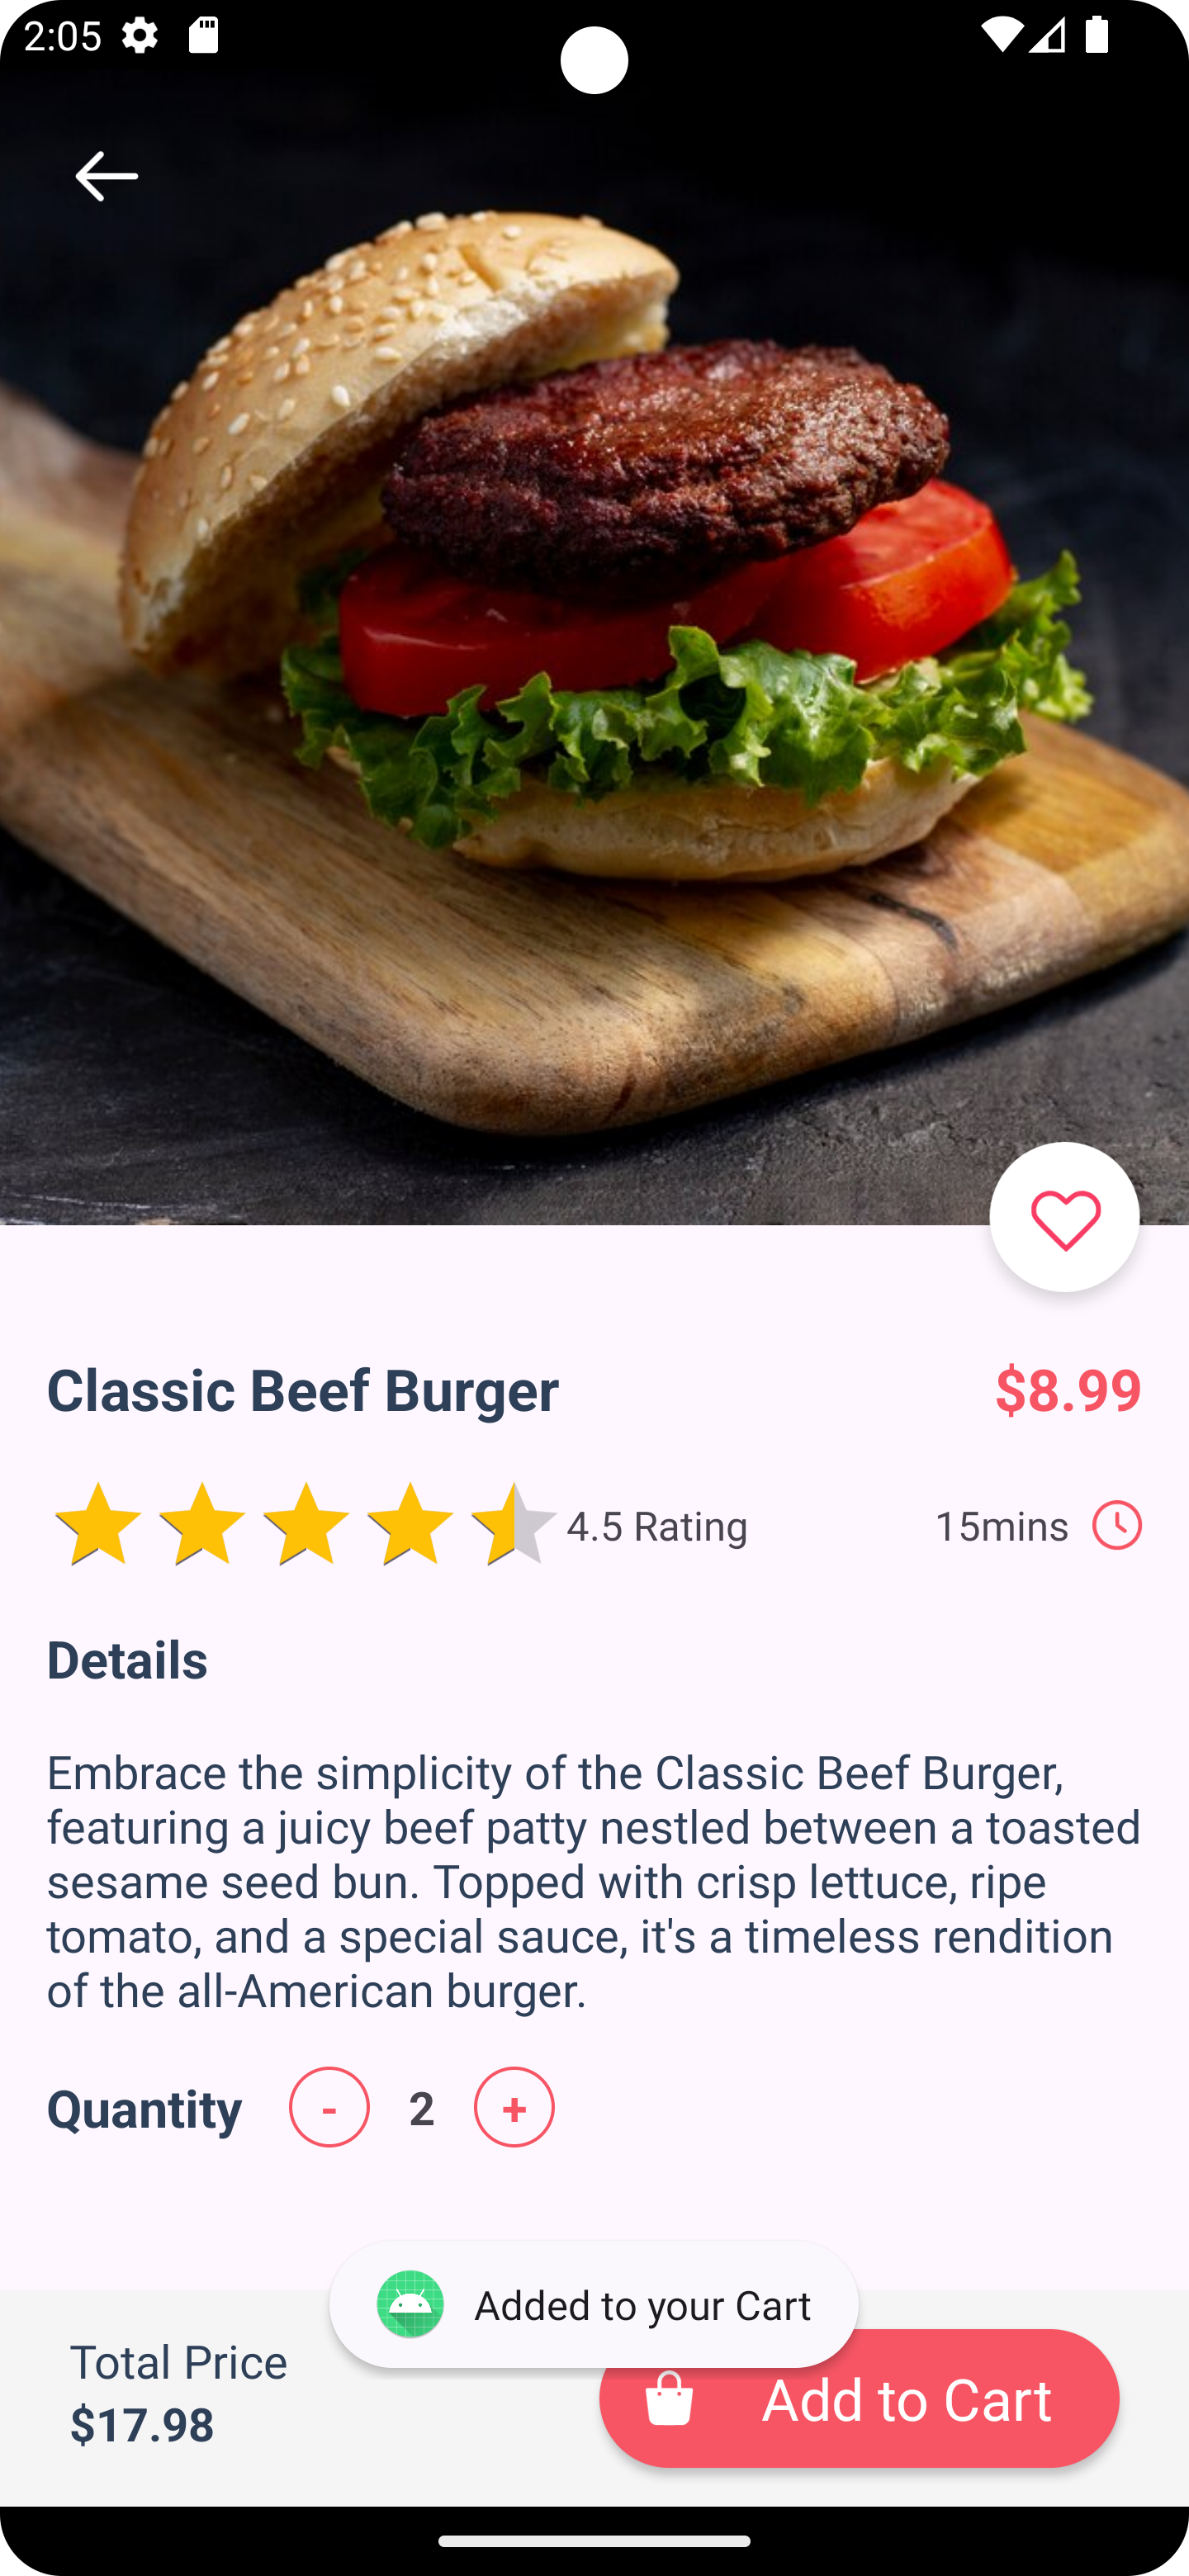 2:05
Classic Beef Burger
$8.99
4.5 Rating
15mins
Details
Embrace the simplicity of the Classic Beef Burger,
featuring a juicy beef patty nestled between a toasted
sesame seed bun. Topped with crisp lettuce, ripe
tomato, and a special sauce, it's a timeless rendition
of the all-American burger.
Quantity - 2 +
Added to your Cart
Total Price
$17.98
Add to Cart